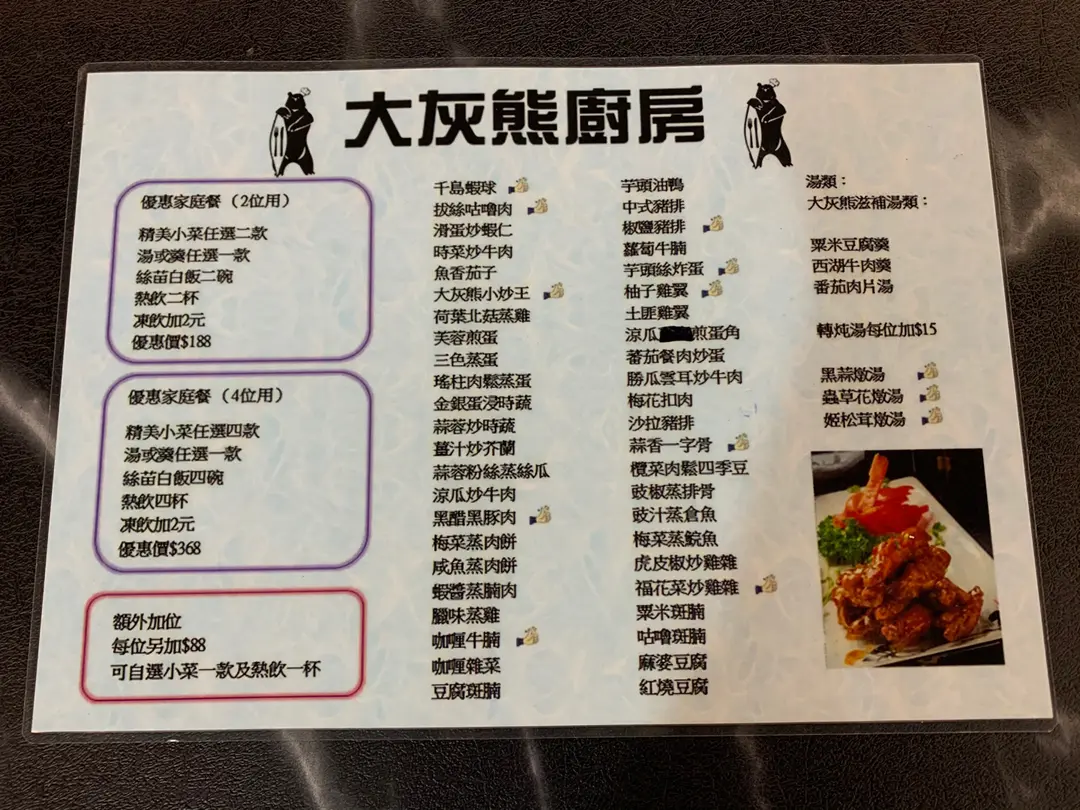 大灰熊廚房
優惠家庭餐（2位用）
精美小菜任選二款
湯或羹任選一款
絲苗白飯二碗
熱飲二杯
凍飲加2元
優惠價$188
優惠家庭餐（4位用）
精美小菜任選四款
湯或羹任選一款
絲苗白飯四碗
熱飲四杯
凍飲加2元
優惠價$368
額外加位
每位另加$88
可自選小菜一款及熱飲一杯
千島蝦球
拔絲咕嚕肉
滑蛋炒蝦仁
時菜炒牛肉
魚香茄子
大灰熊小炒王
荷葉北菇蒸雞
芙蓉煎蛋
三色蒸蛋
瑤柱肉鬆蒸蛋
金銀蛋浸時蔬
蒜蓉炒時蔬
薑汁炒芥蘭
蒜蓉粉絲蒸絲瓜
涼瓜炒牛肉
黑醋黑豚肉
梅菜蒸肉餅
咸魚蒸肉餅
蝦醬蒸腩肉
臘味蒸雞
咖喱牛腩
咖喱雜菜
豆腐斑腩
芋頭油鴨
中式豬排
椒鹽豬排
蘿蔔牛腩
芋頭絲炸蛋
柚子雞翼
土匪雞翼
涼瓜煎蛋角
蕃茄餐肉炒蛋
勝瓜雲耳炒牛肉
梅花扣肉
沙拉豬排
蒜香一字骨
欖菜肉鬆四季豆
豉椒蒸排骨
豉汁蒸倉魚
梅菜蒸鯇魚
虎皮椒炒雞雜
福花菜炒雞雜
粟米斑腩
咕嚕斑腩
麻婆豆腐
紅燒豆腐
湯類：
大灰熊滋補湯類：
粟米豆腐羹
西湖牛肉羹
番茄肉片湯
轉炖湯每位加$15
黑蒜燉湯
蟲草花燉湯
姬松茸燉湯